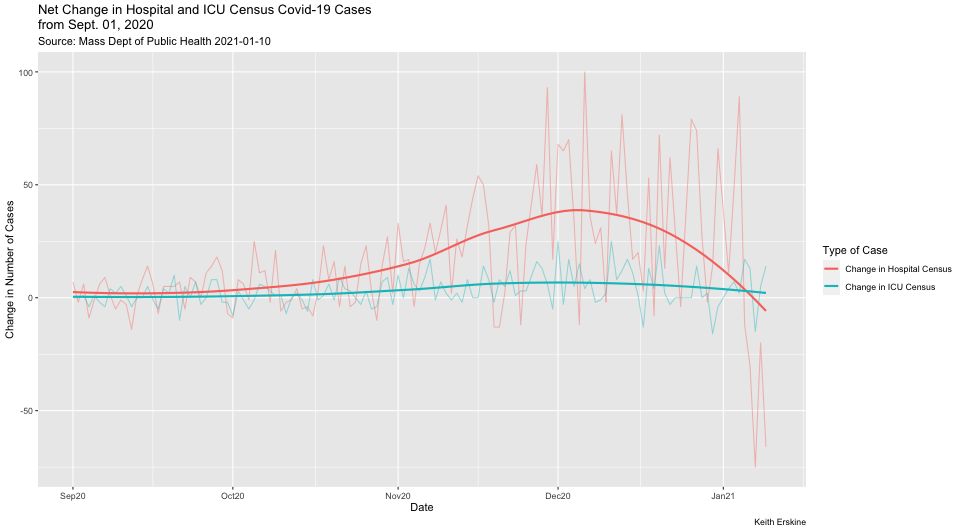 Net Change in Hospital and ICU Census Covid-19 Cases
from Sept. 01, 2020
Source: Mass Dept of Public Health 2021-01-10
Change in Number of Cases
100
50
0
-50
Sep20
Oct20
Nov20
Dec20
Jan21
Date
Type of Case
Change in Hospital Census
Change in ICU Census
Keith Erskine